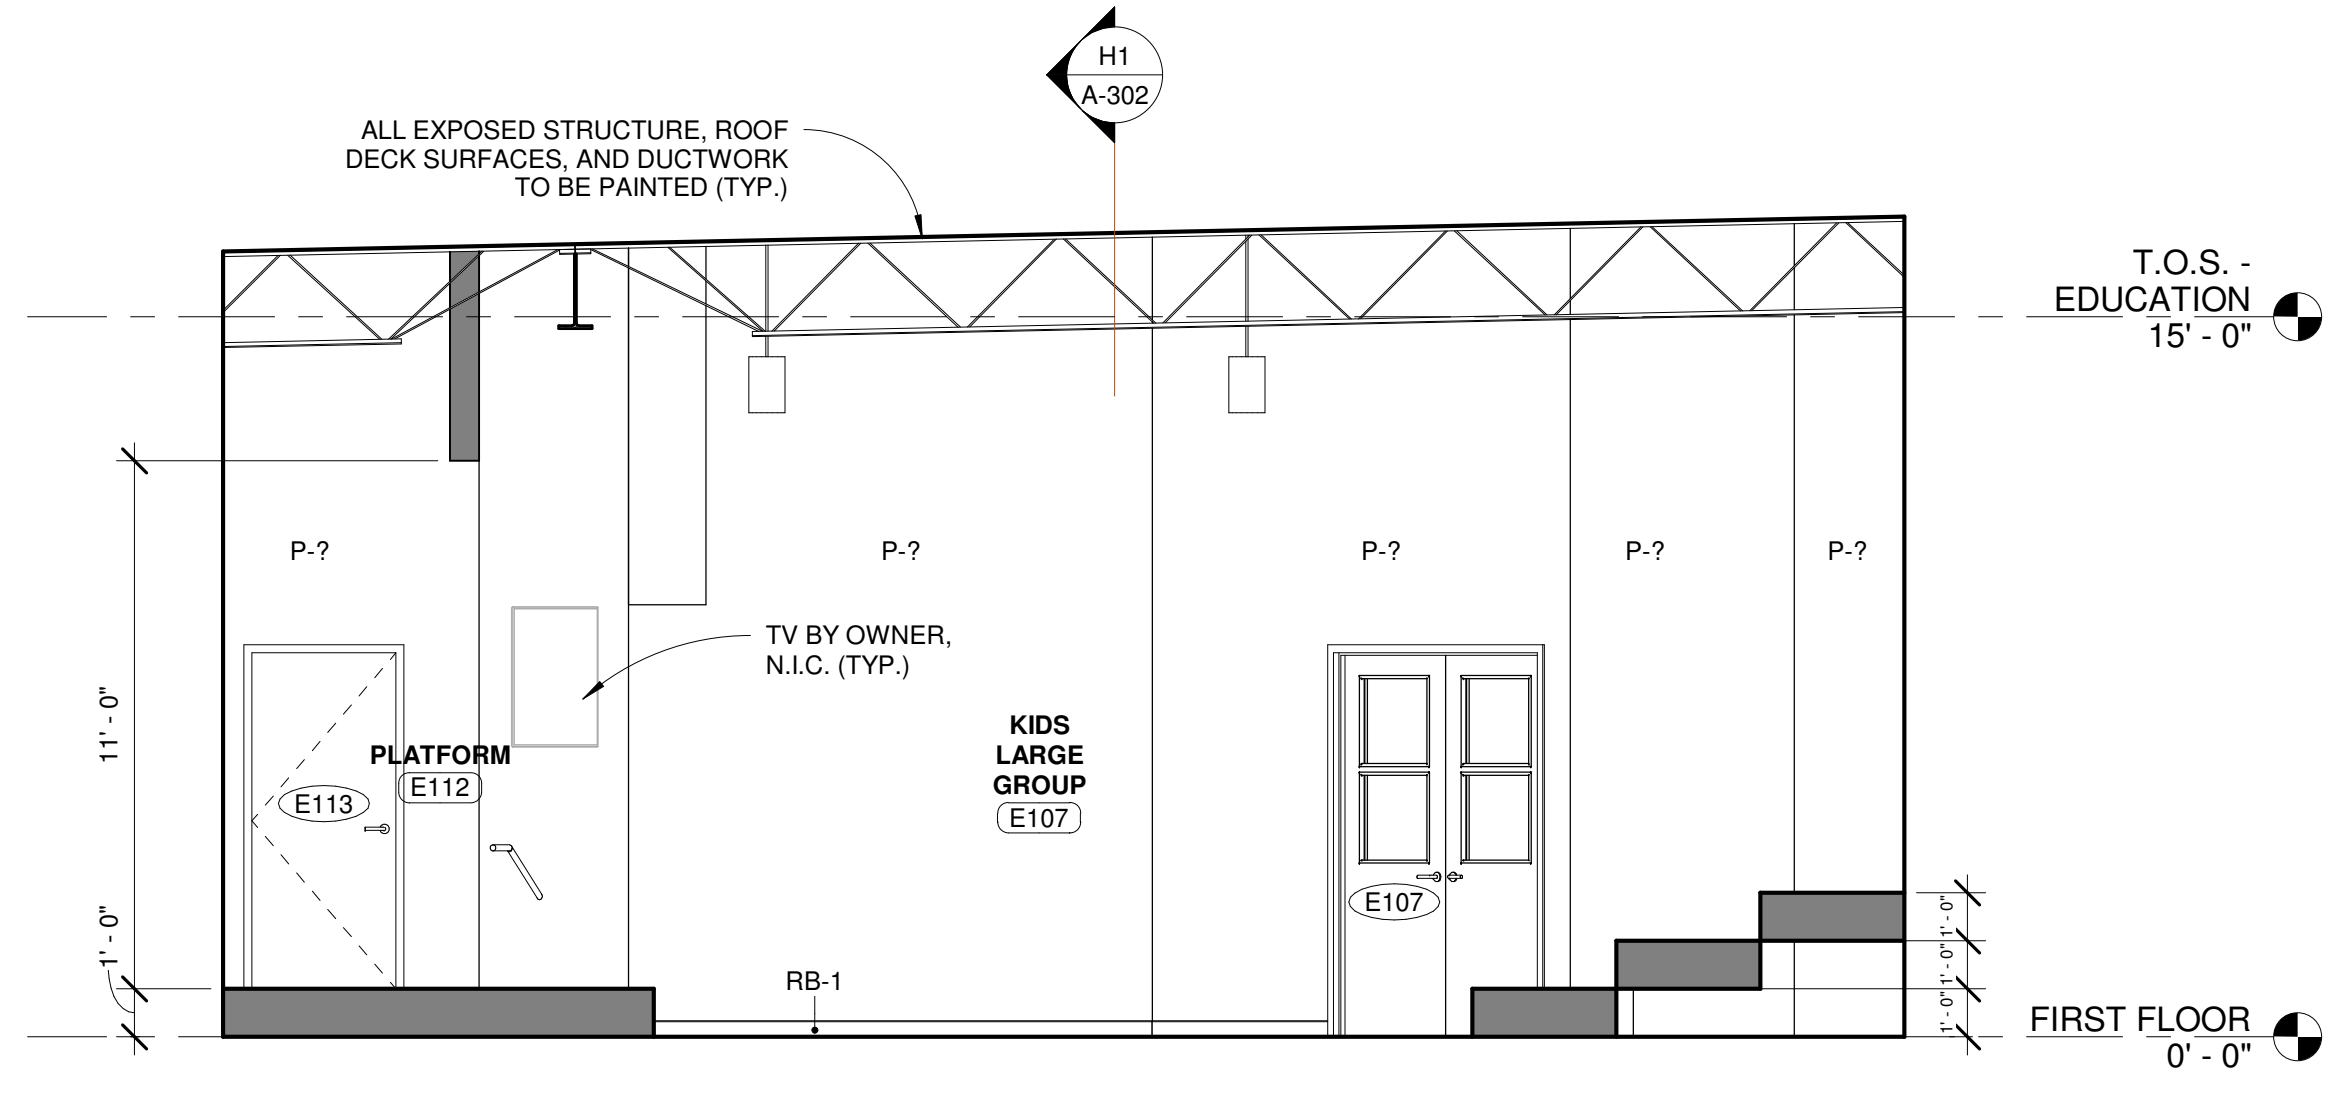 H1
A-302
ALL EXPOSED STRUCTURE, ROOF
DECK SURFACES, AND DUCTWORK
TO BE PAINTED (TYP.)
T.O.S. -
EDUCATION
15' - 0"
P-?
P-?
P-?
P-?
P-?
TV BY OWNER,
N.I.C. (TYP.)
11' - 0"
PLATFORM
E112
E113
KIDS
LARGE
GROUP
E107
E107
1' - 0"
RB-1
1' - 0"
1' - 0"
1' - 0"
FIRST FLOOR
0' - 0"